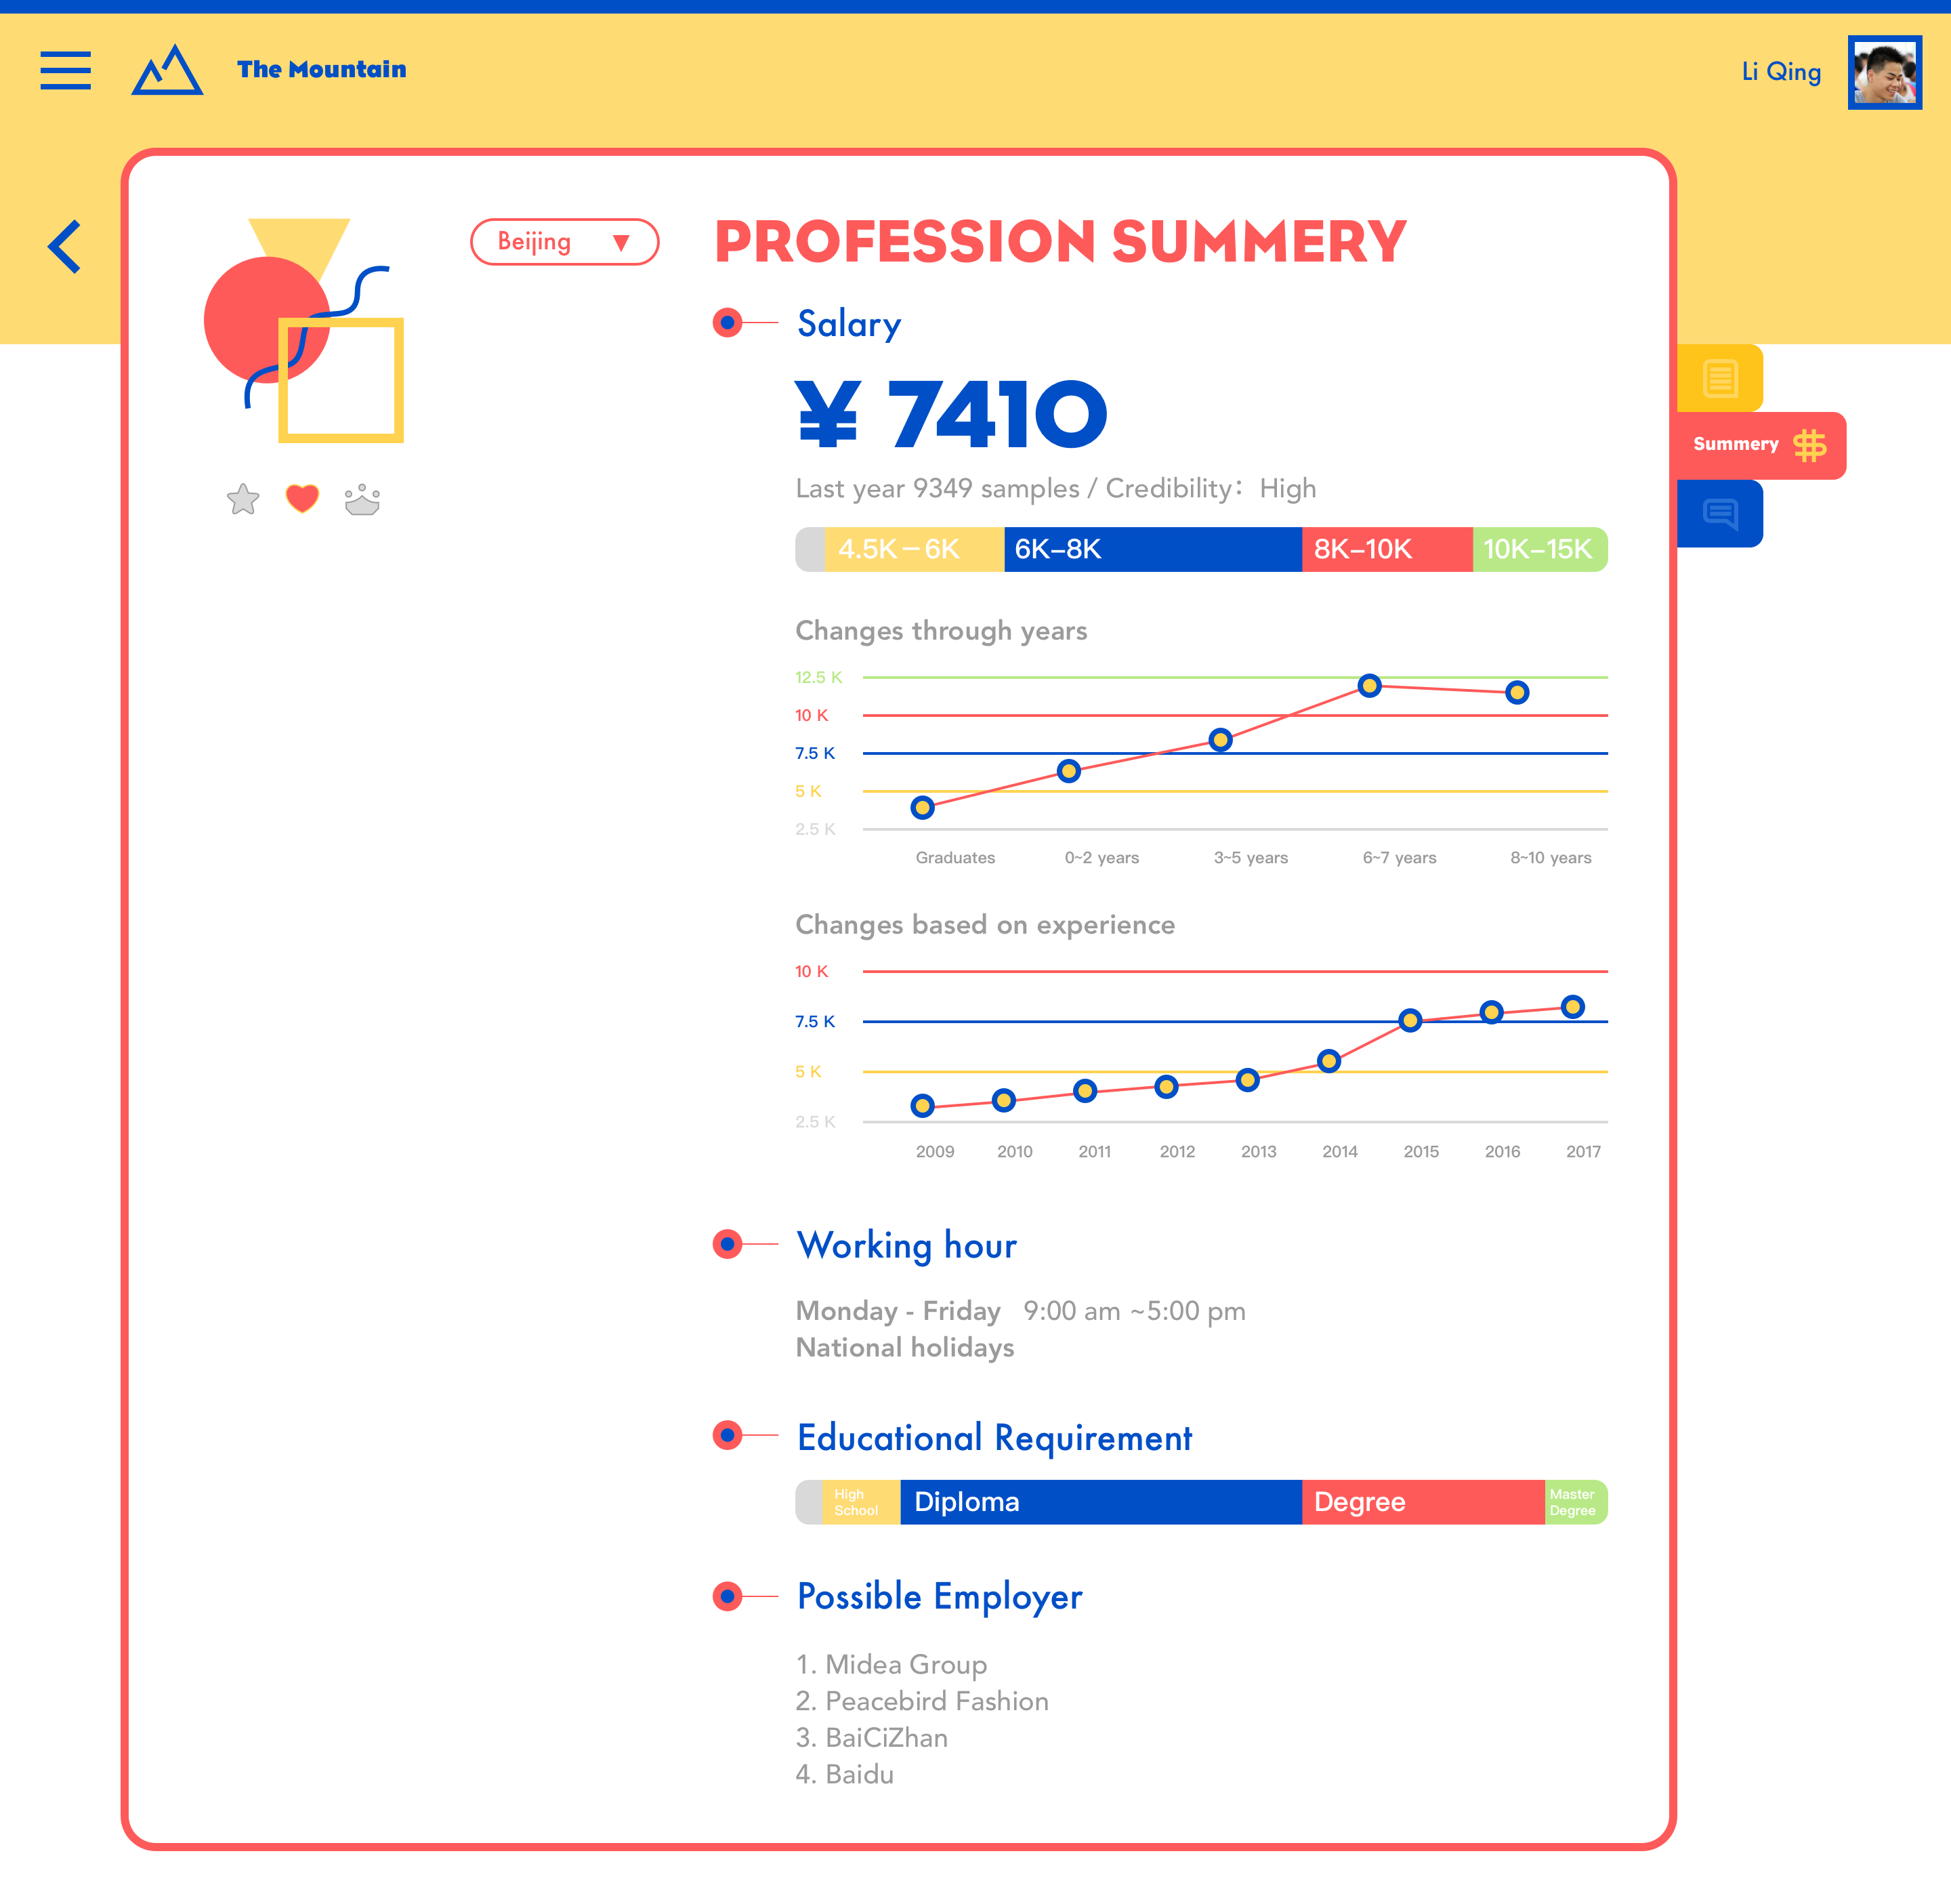 The Mountain
Li Qing
Beijing ▼
PROFESSION SUMMERY
Salary
¥ 7410
Last year 9349 samples / Credibility： High
Summery
4.5K－6K 6K–8K 8K–10K 10K–15K
Changes through years
12.5 K
10 K
7.5 K
5 K
2.5 K
Graduates 0~2 years 3~5 years 6~7 years 8~10 years
Changes based on experience
10 K
7.5 K
5 K
2.5 K
2009 2010 2011 2012 2013 2014 2015 2016 2017
Working hour
Monday - Friday 9:00 am ~5:00 pm
National holidays
Educational Requirement
High
School
Diploma
Degree
Master
Degree
Possible Employer
1. Midea Group
2. Peacebird Fashion
3. BaiCiZhan
4. Baidu